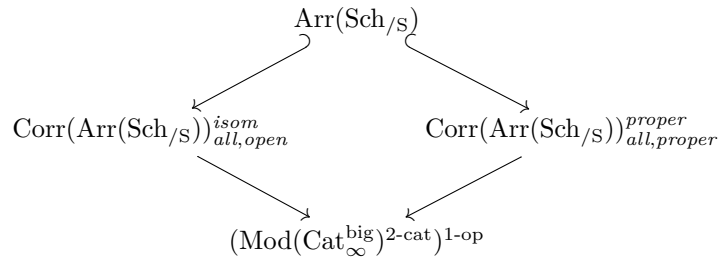 Arr(Sch_{/S})
Corr(Arr(Sch_{/S}))^{isom}_{all,open} Corr(Arr(Sch_{/S}))^{proper}_{all,proper}
(Mod(Cat^{big}_∞)^{2-cat})^{1-op}